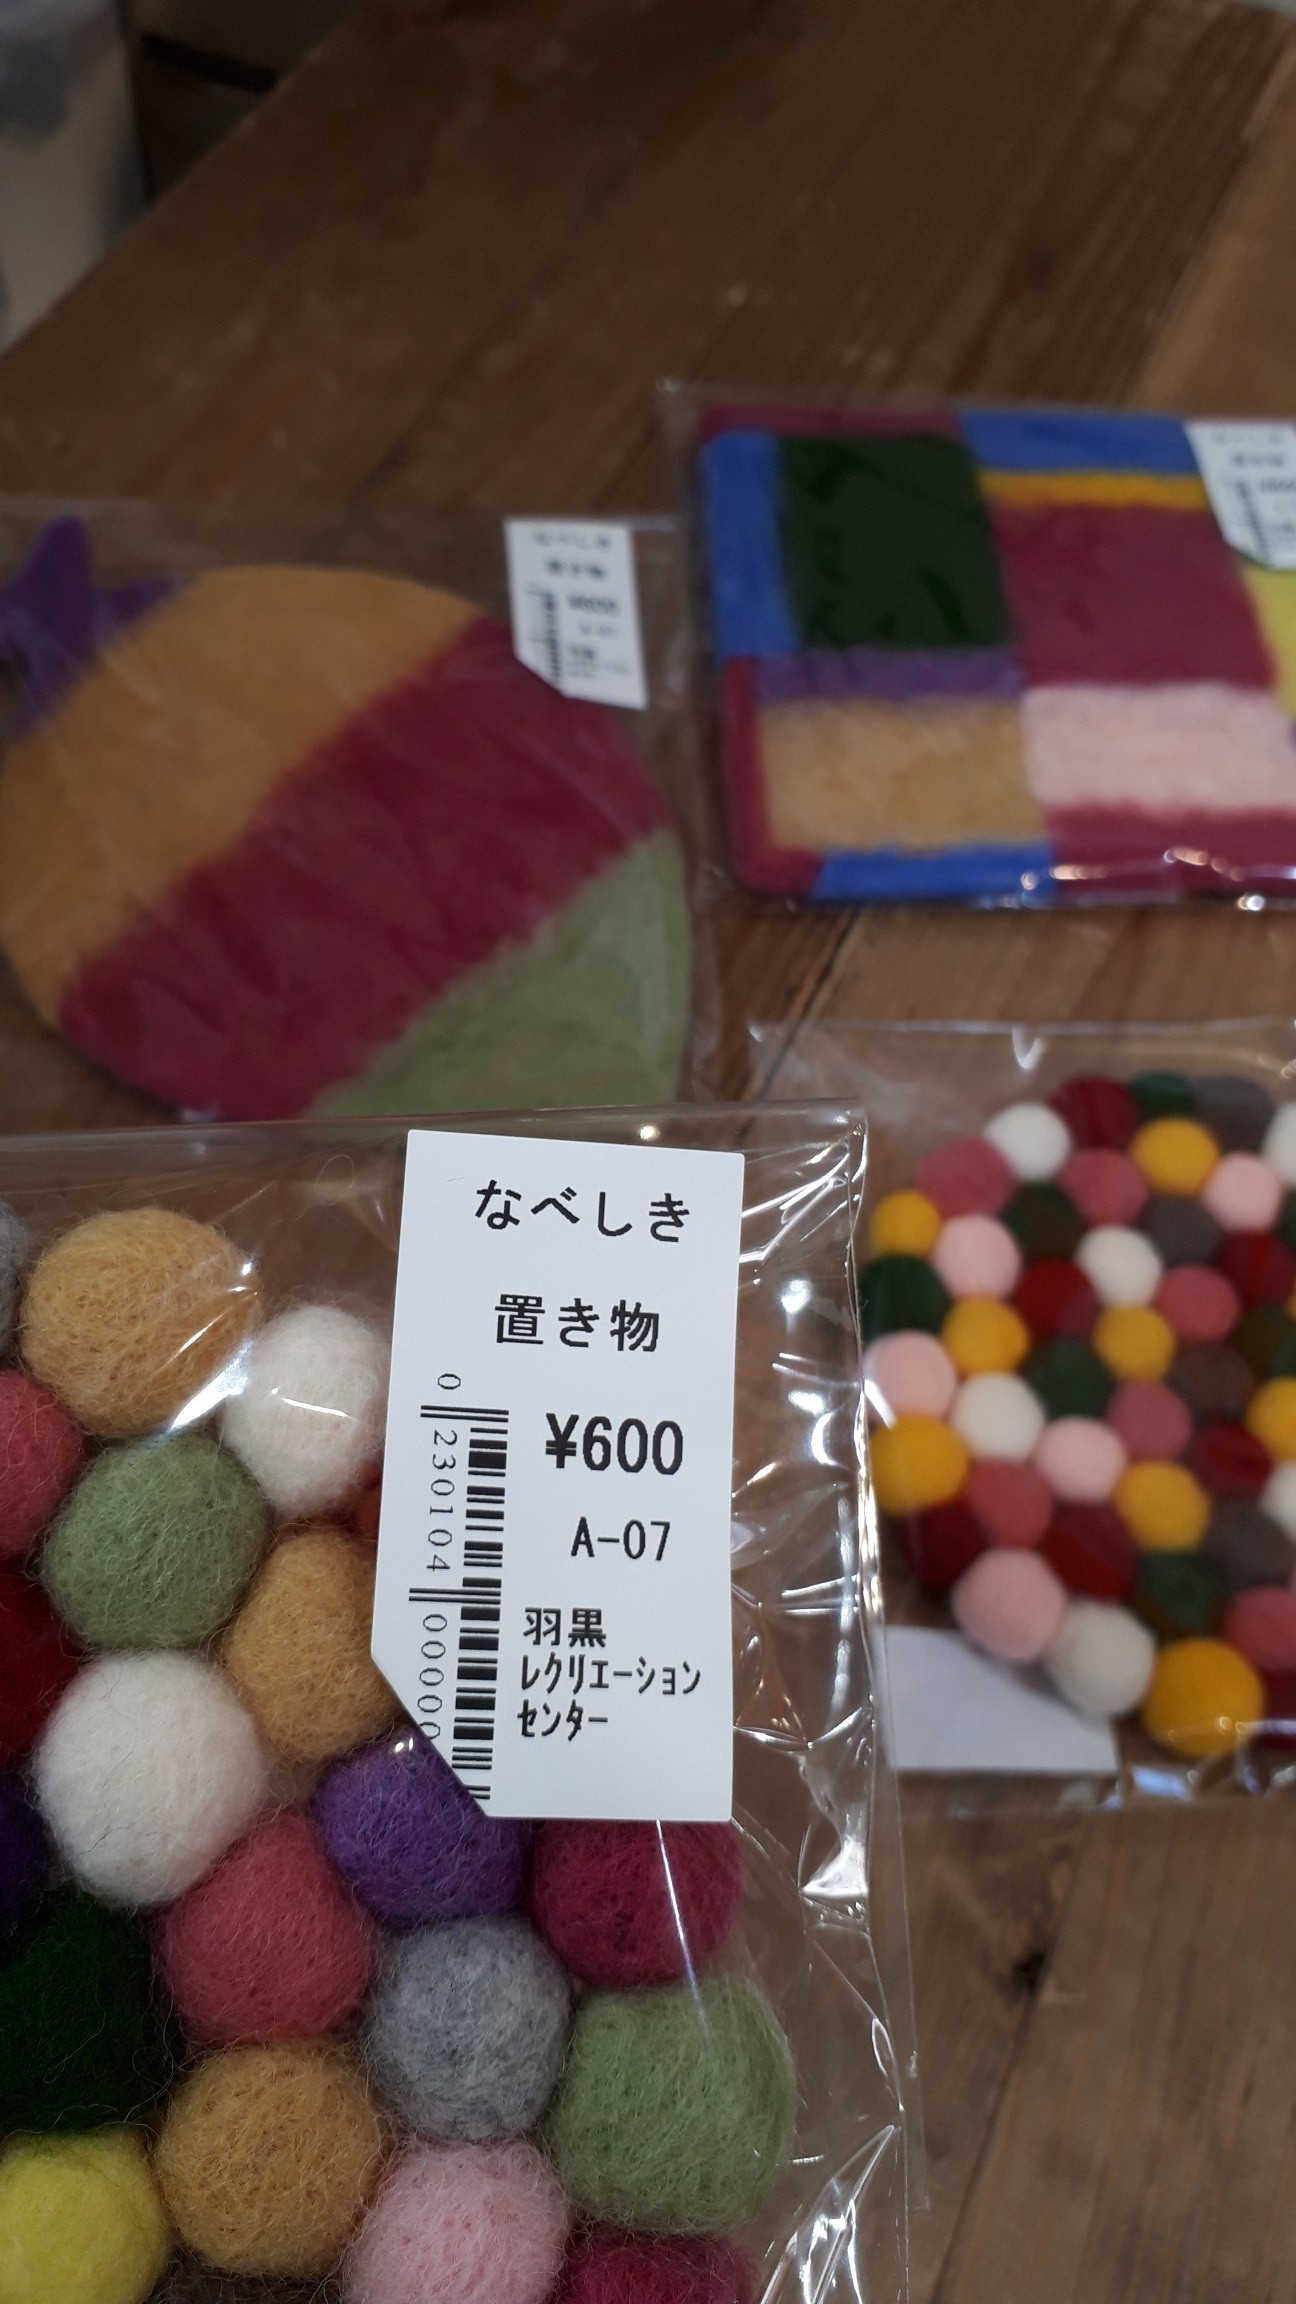 なべしき
置き物
¥600
A-07
羽黒
レクリエーション
センター
0 230104 00000